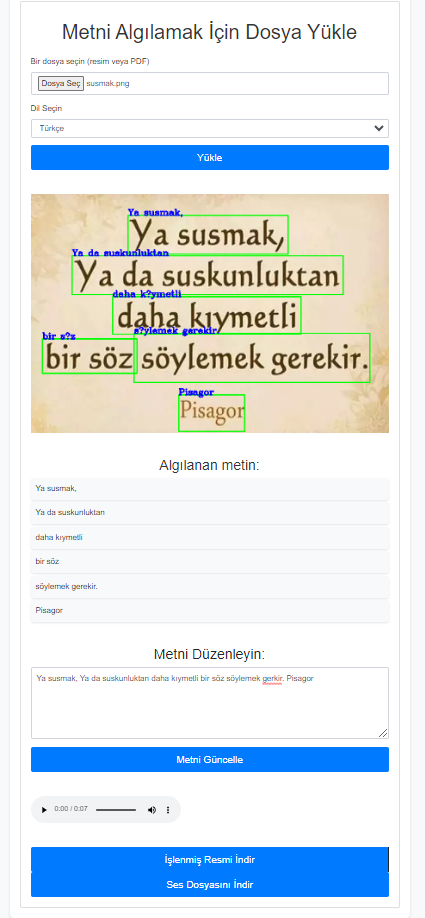 Metni Algılamak İçin Dosya Yükle
Bir dosya seçin (resim veya PDF)
Dosya Seç susmak.png
Dil Seçin
Türkçe
Yükle
Ya susmak,
Ya susmak,
Ya da suskunluktan
Ya da suskunluktan
daha k?ymetli
daha kıymetli
bir s?z s?ylemek gerekir.
bir söz söylemek gerekir.
Pisagor
Pisagor
Algılanan metin:
Ya susmak,
Ya da suskunluktan
daha kıymetli
bir söz
söylemek gerekir.
Pisagor
Metni Düzenleyin:
Ya susmak, Ya da suskunluktan daha kıymetli bir söz söylemek gerkir. Pisagor
Metni Güncelle
0:00 / 0:07
İşlenmiş Resmi İndir
Ses Dosyasını İndir